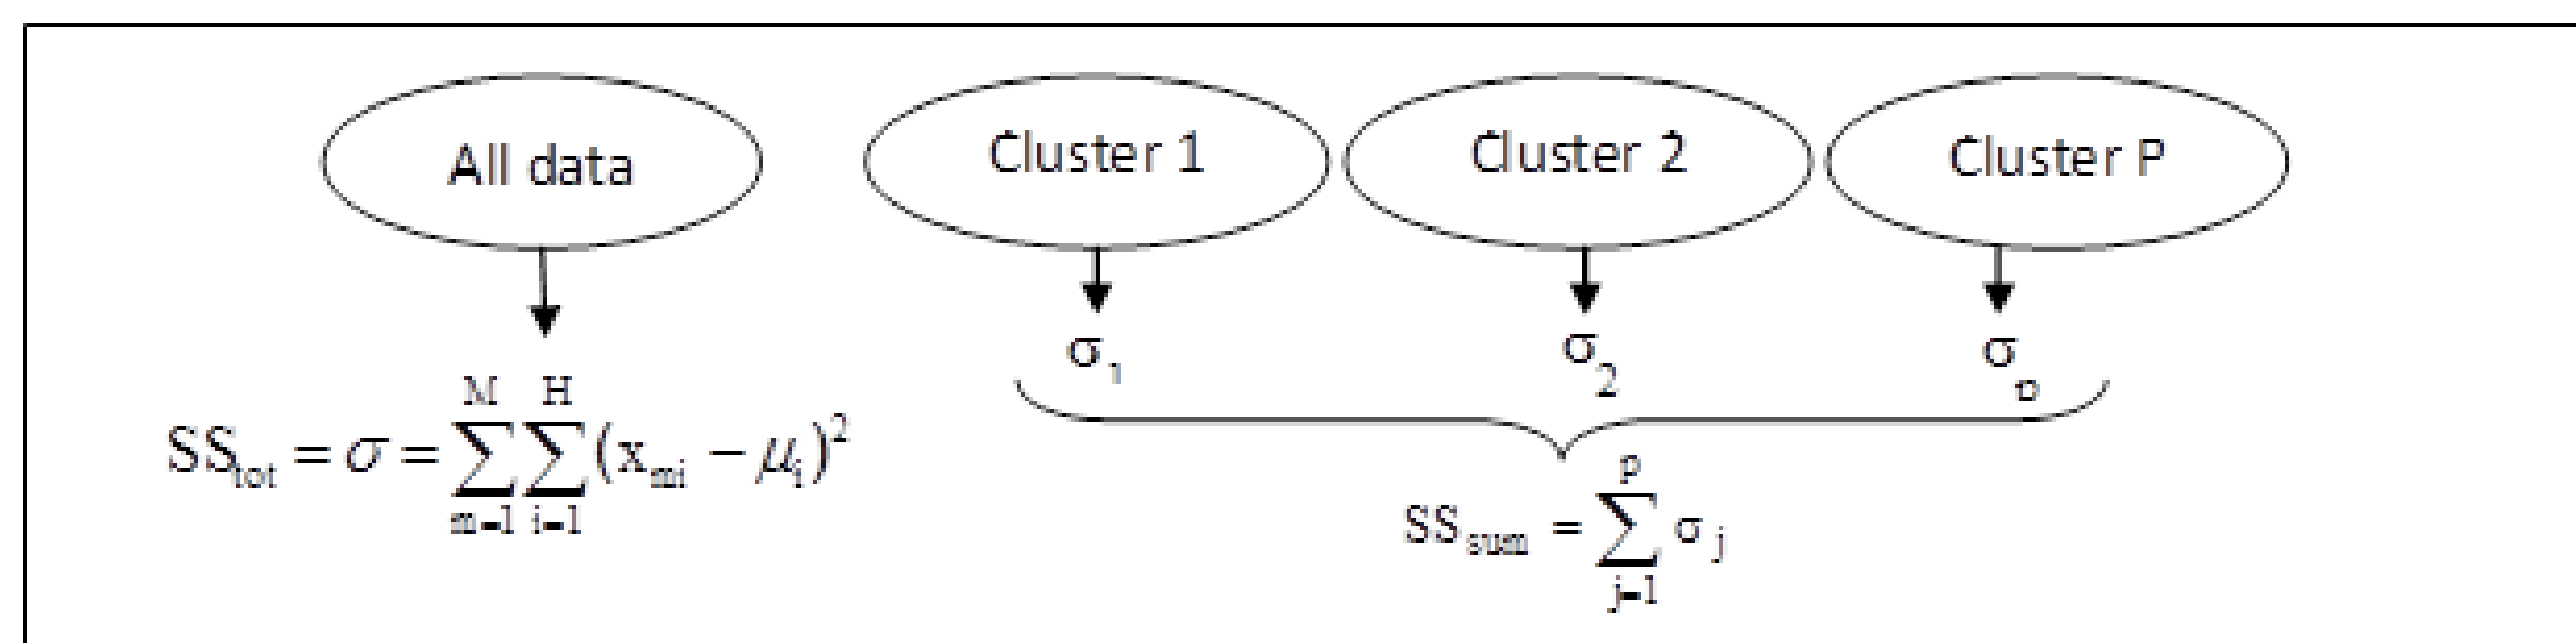 All data
Cluster 1
Cluster 2
Cluster P
σ₁
σ₂
σₚ
SS_tot = σ = ∑_{m=1}^{M} ∑_{i=1}^{H} (x_mi − μ_i)²
SS_sum = ∑_{j=1}^{p} σ_j